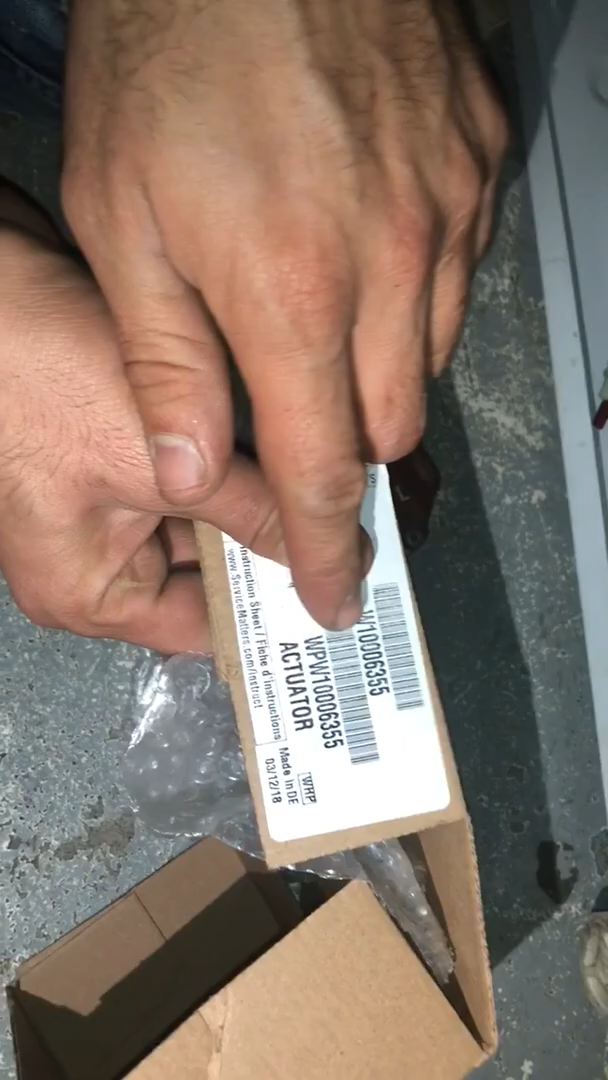 W10006355
WPW10006355
ACTUATOR
Instruction Sheet / Fiche d'instructions
www.ServiceMatters.com/instruct
WHP
Made in DE
03/12/18